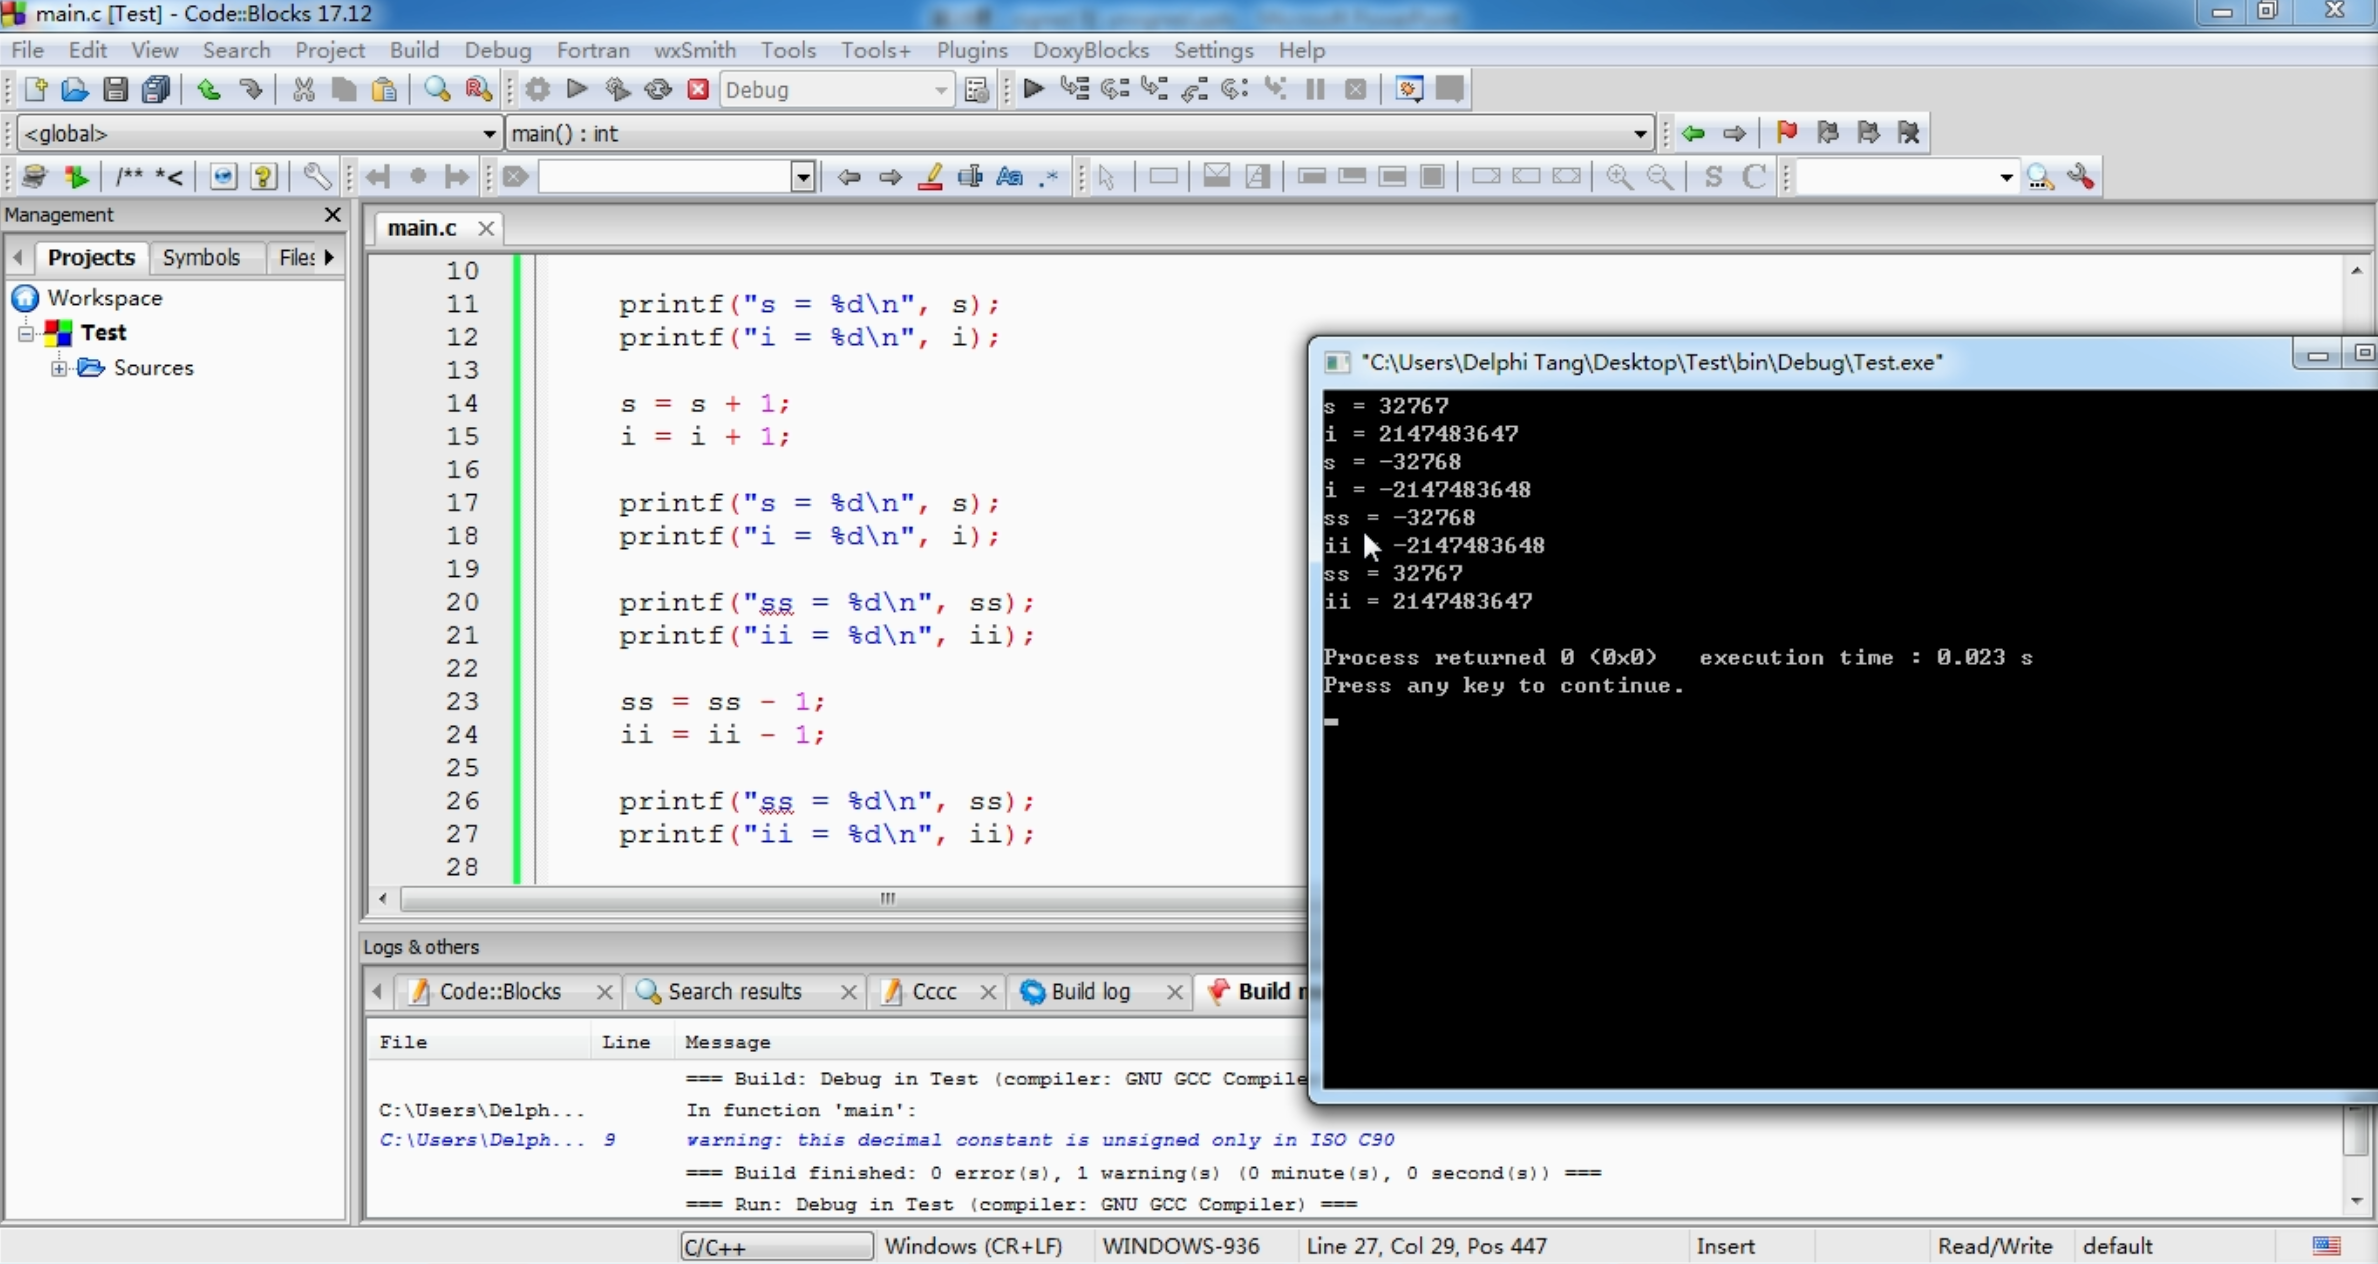 main.c [Test] - Code::Blocks 17.12
File Edit View Search Project Build Debug Fortran wxSmith Tools Tools+ Plugins DoxyBlocks Settings Help
Debug
<global> main() : int
/** *<
S C
Management
main.c
Projects Symbols Files
Workspace
Test
Sources
10
11 printf("s = %d\n", s);
12 printf("i = %d\n", i);
13
14 s = s + 1;
15 i = i + 1;
16
17 printf("s = %d\n", s);
18 printf("i = %d\n", i);
19
20 printf("ss = %d\n", ss);
21 printf("ii = %d\n", ii);
22
23 ss = ss - 1;
24 ii = ii - 1;
25
26 printf("ss = %d\n", ss);
27 printf("ii = %d\n", ii);
28
"C:\Users\Delphi Tang\Desktop\Test\bin\Debug\Test.exe"
s = 32767
i = 2147483647
s = -32768
i = -2147483648
ss = -32768
ii -2147483648
ss = 32767
ii = 2147483647
Process returned 0 (0x0) execution time : 0.023 s
Press any key to continue.
Logs & others
Code::Blocks Search results Cccc Build log Build
File Line Message
=== Build: Debug in Test (compiler: GNU GCC Compile
C:\Users\Delph... In function 'main':
C:\Users\Delph... 9 warning: this decimal constant is unsigned only in ISO C90
=== Build finished: 0 error(s), 1 warning(s) (0 minute(s), 0 second(s)) ===
=== Run: Debug in Test (compiler: GNU GCC Compiler) ===
C/C++ Windows (CR+LF) WINDOWS-936 Line 27, Col 29, Pos 447 Insert Read/Write default